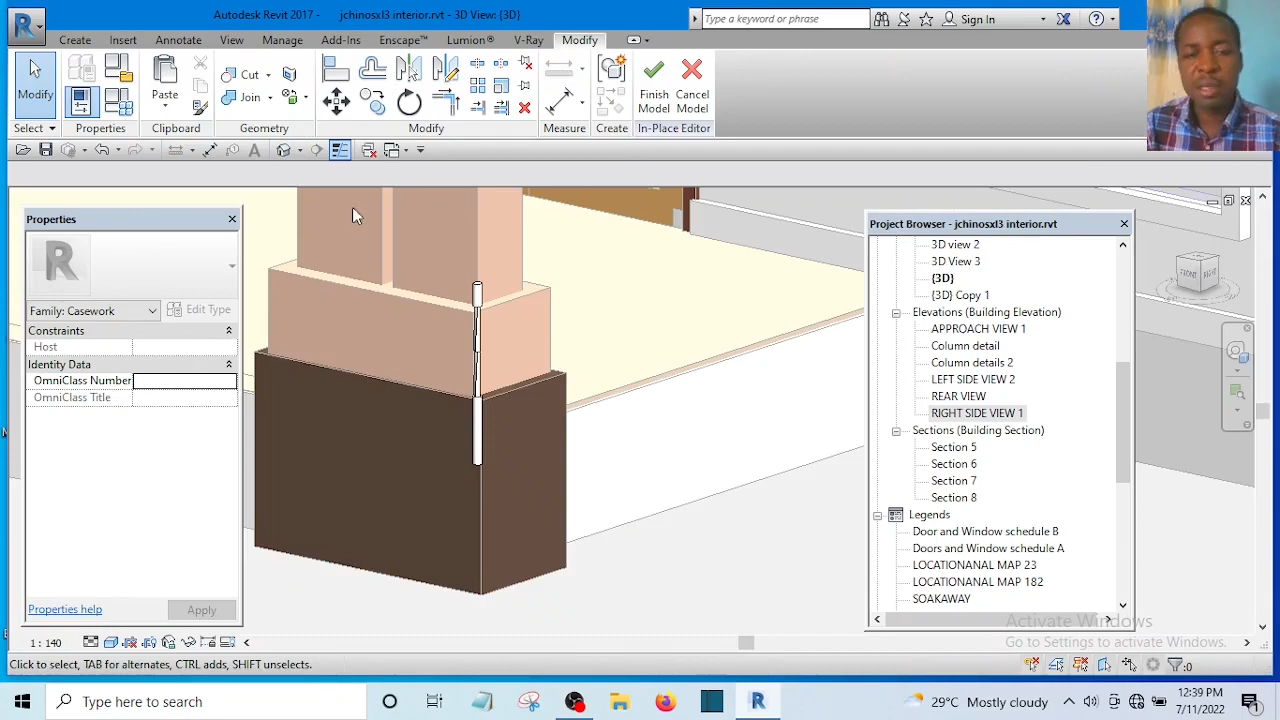 Autodesk Revit 2017 - jchinosxl3 interior.rvt - 3D View: {3D}
Type a keyword or phrase
Sign In
Create Insert Annotate View Manage Add-Ins Enscape™ Lumion® V-Ray Modify
Modify
Paste
Cut
Join
Finish Model
Cancel Model
Select Properties Clipboard Geometry Modify Measure Create In-Place Editor
Properties
R
Family: Casework
Edit Type
Constraints
Host
Identity Data
OmniClass Number
OmniClass Title
Properties help
Apply
FRONT
RIGHT
Project Browser - jchinosxl3 interior.rvt
3D view 2
3D View 3
{3D}
{3D} Copy 1
Elevations (Building Elevation)
APPROACH VIEW 1
Column detail
Column details 2
LEFT SIDE VIEW 2
REAR VIEW
RIGHT SIDE VIEW 1
Sections (Building Section)
Section 5
Section 6
Section 7
Section 8
Legends
Door and Window schedule B
Doors and Window schedule A
LOCATIONANAL MAP 23
LOCATIONANAL MAP 182
SOAKAWAY
Activate Windows
Go to Settings to activate Windows.
1 : 140
Click to select, TAB for alternates, CTRL adds, SHIFT unselects.
:0
Type here to search
29°C Mostly cloudy
12:39 PM
7/11/2022